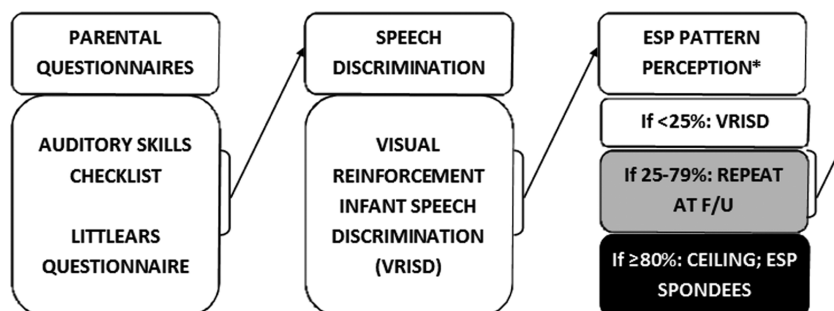 PARENTAL
QUESTIONNAIRES
AUDITORY SKILLS
CHECKLIST
LITTLEARS
QUESTIONNAIRE
SPEECH
DISCRIMINATION
VISUAL
REINFORCEMENT
INFANT SPEECH
DISCRIMINATION
(VRISD)
ESP PATTERN
PERCEPTION*
If <25%: VRISD
If 25-79%: REPEAT
AT F/U
If ≥80%: CEILING; ESP
SPONDEES